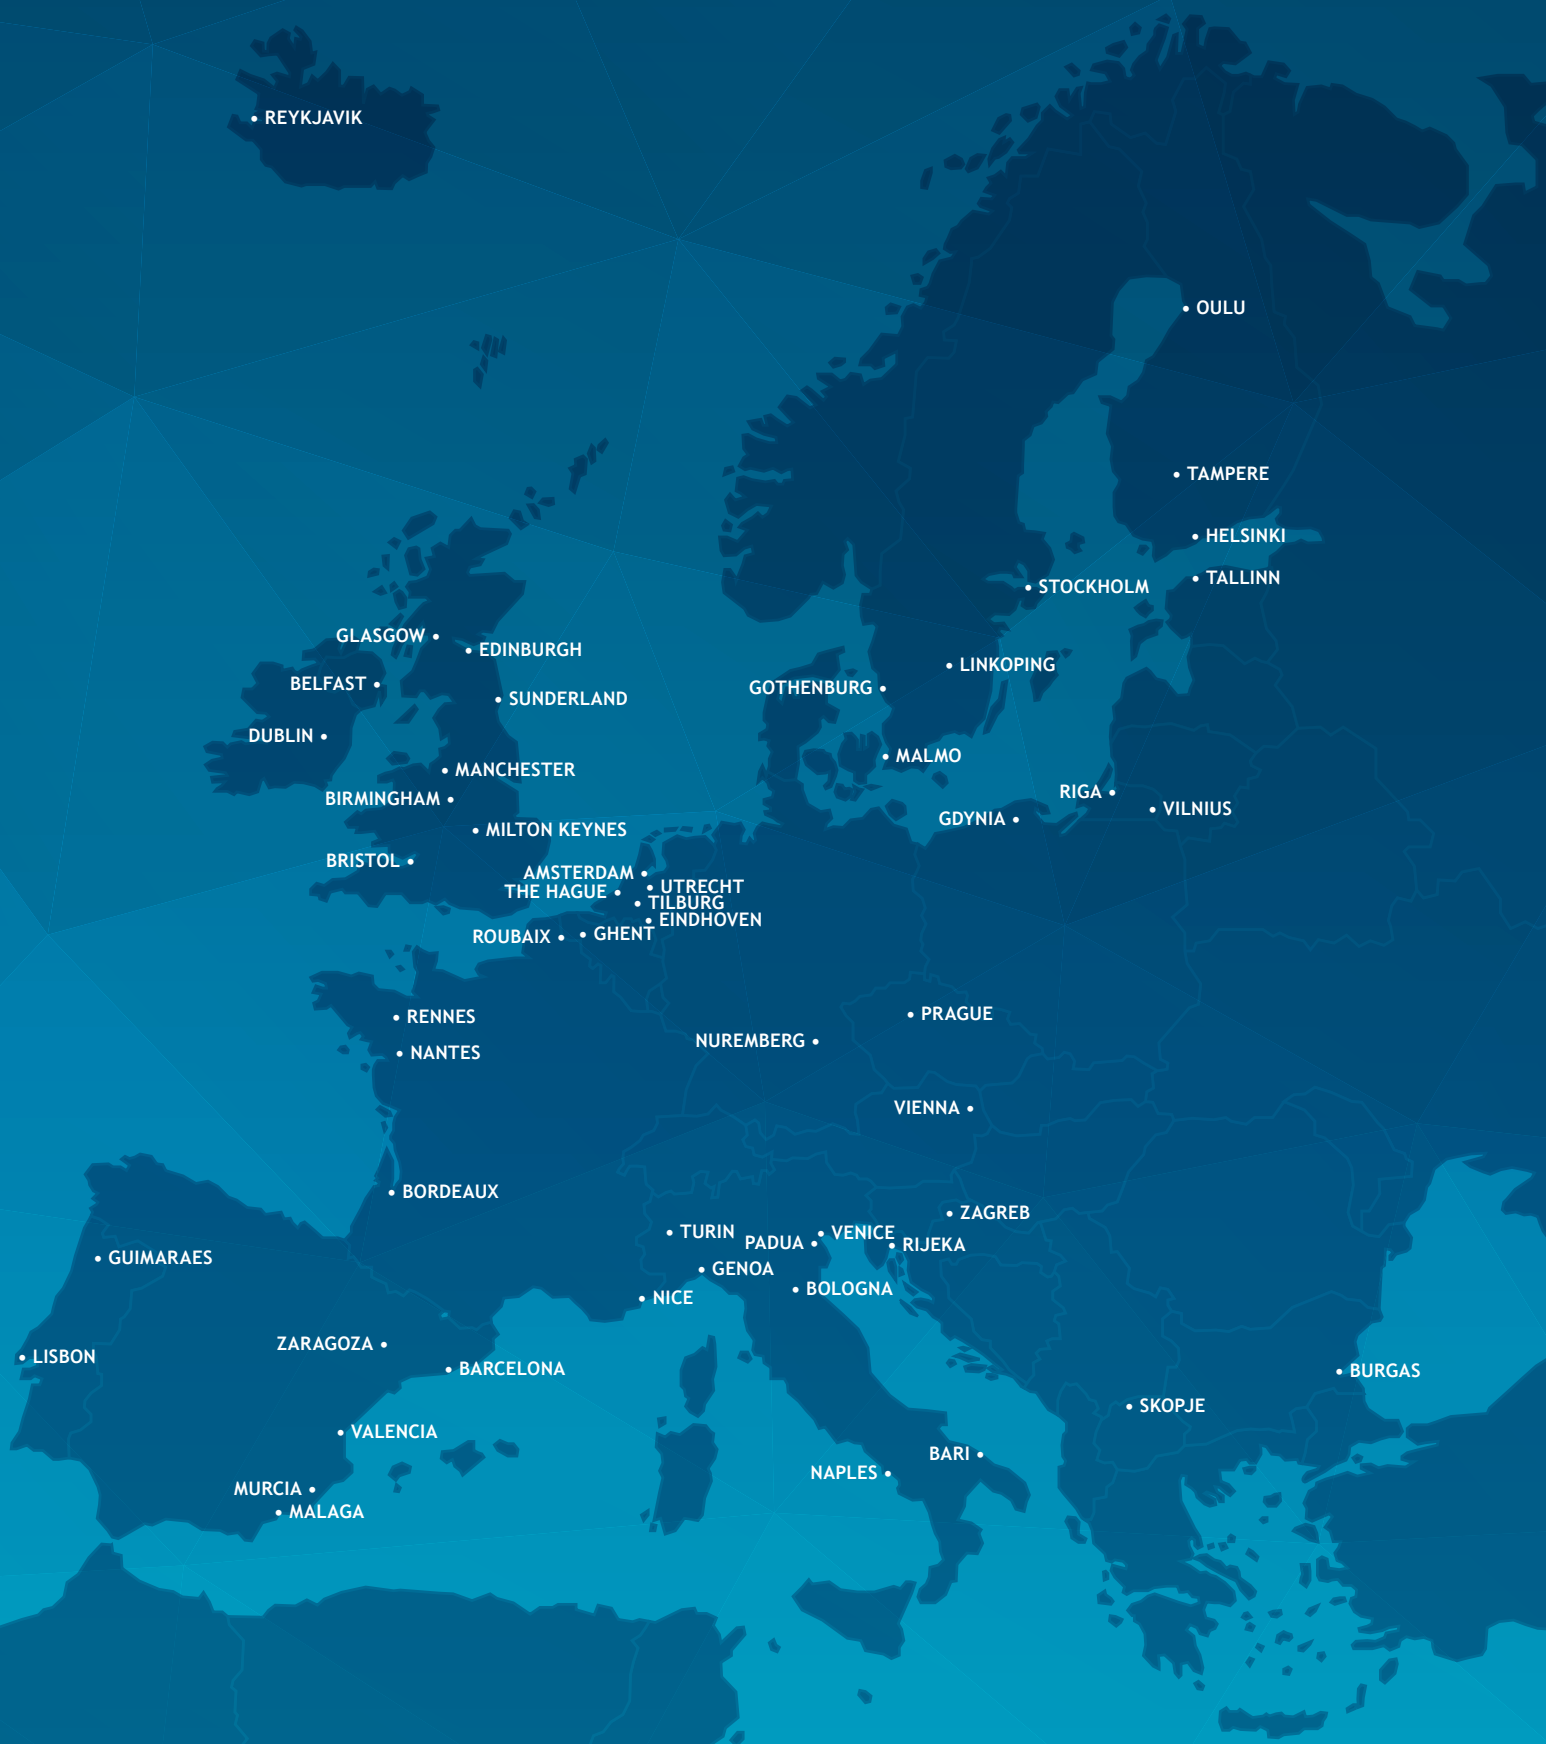 REYKJAVIK
OULU
TAMPERE
HELSINKI
TALLINN
STOCKHOLM
GLASGOW
EDINBURGH
LINKOPING
BELFAST
GOTHENBURG
SUNDERLAND
DUBLIN
MALMO
MANCHESTER
RIGA
BIRMINGHAM
VILNIUS
GDYNIA
MILTON KEYNES
BRISTOL
AMSTERDAM
UTRECHT
THE HAGUE
TILBURG
EINDHOVEN
GHENT
ROUBAIX
PRAGUE
RENNES
NUREMBERG
NANTES
VIENNA
BORDEAUX
ZAGREB
TURIN
VENICE
PADUA
RIJEKA
GUIMARAES
GENOA
BOLOGNA
NICE
ZARAGOZA
LISBON
BARCELONA
BURGAS
SKOPJE
VALENCIA
BARI
NAPLES
MURCIA
MALAGA